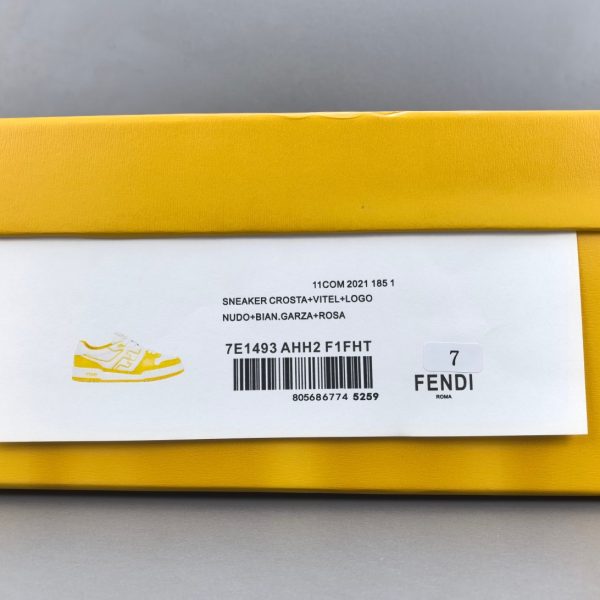 11COM 2021 185 1
SNEAKER CROSTA+VITEL+LOGO
NUDO+BIAN.GARZA+ROSA
7E1493 AHH2 F1FHT
805686774 5259
7
FENDI
ROMA